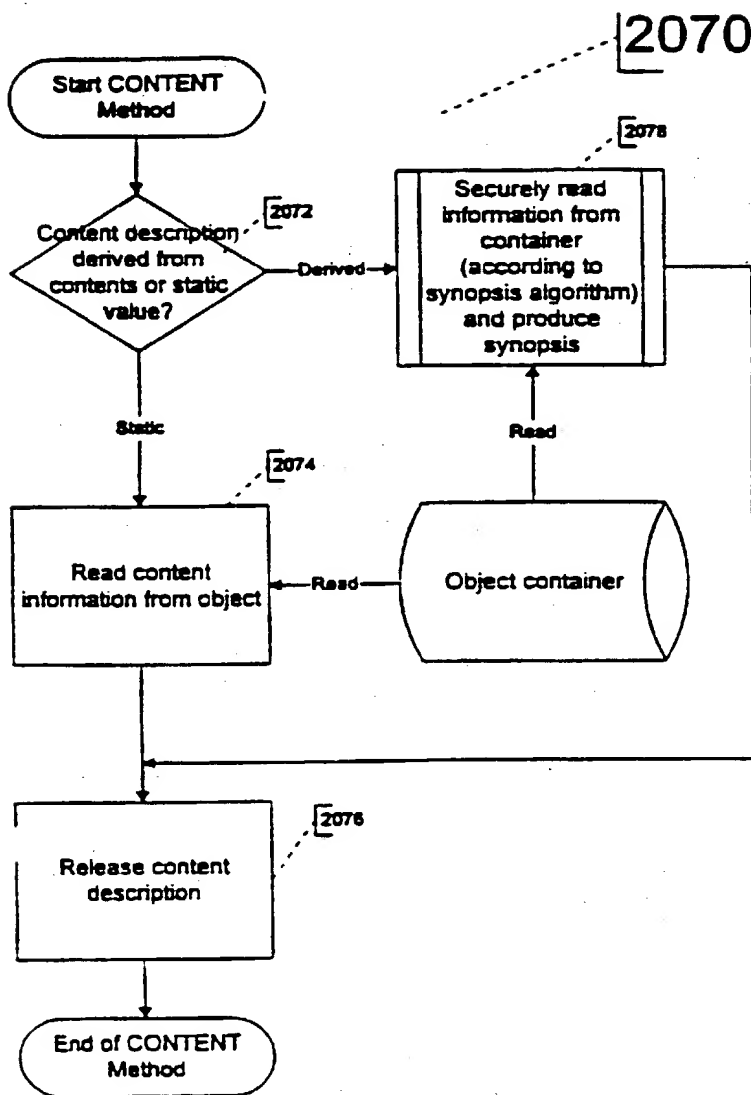 2070
Start CONTENT
Method
2078
Securely read
information from
container
(according to
synopsis algorithm)
and produce
synopsis
2072
Content description
derived from
contents or static
value?
Derived
Static
Read
2074
Read content
information from object
Read
Object container
2076
Release content
description
End of CONTENT
Method